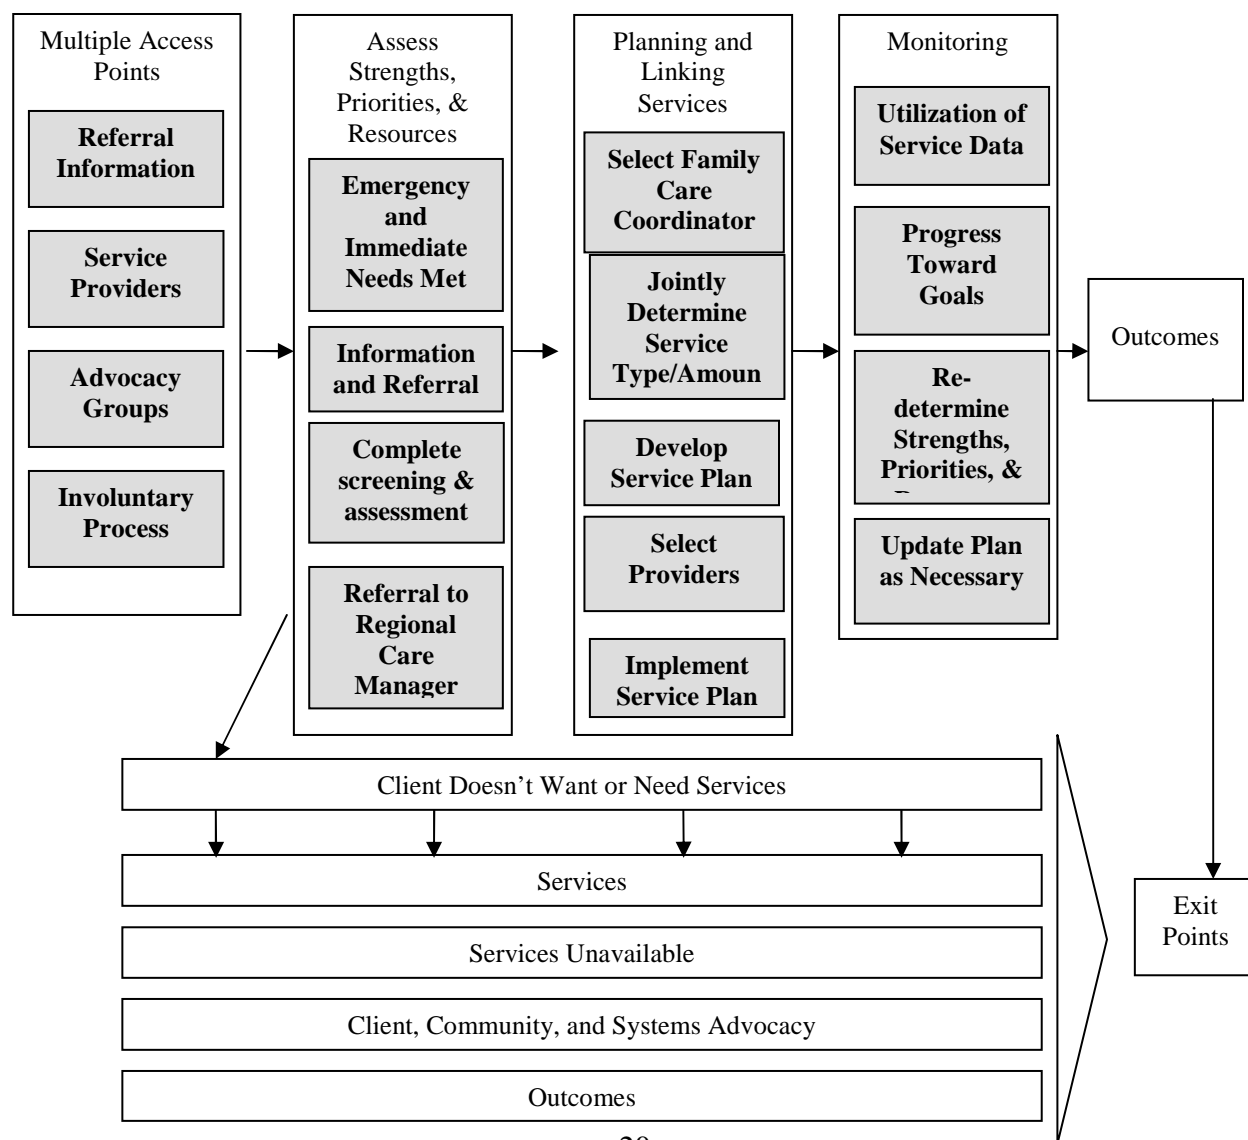 Multiple Access
Points
Referral
Information
Service
Providers
Advocacy
Groups
Involuntary
Process
Assess
Strengths,
Priorities, &
Resources
Emergency
and
Immediate
Needs Met
Information
and Referral
Complete
screening &
assessment
Referral to
Regional
Care
Manager
Planning and
Linking
Services
Select Family
Care
Coordinator
Jointly
Determine
Service
Type/Amoun
Develop
Service Plan
Select
Providers
Implement
Service Plan
Monitoring
Utilization of
Service Data
Progress
Toward
Goals
Re-
determine
Strengths,
Priorities, &
Update Plan
as Necessary
Outcomes
Client Doesn’t Want or Need Services
Services
Services Unavailable
Client, Community, and Systems Advocacy
Outcomes
Exit
Points